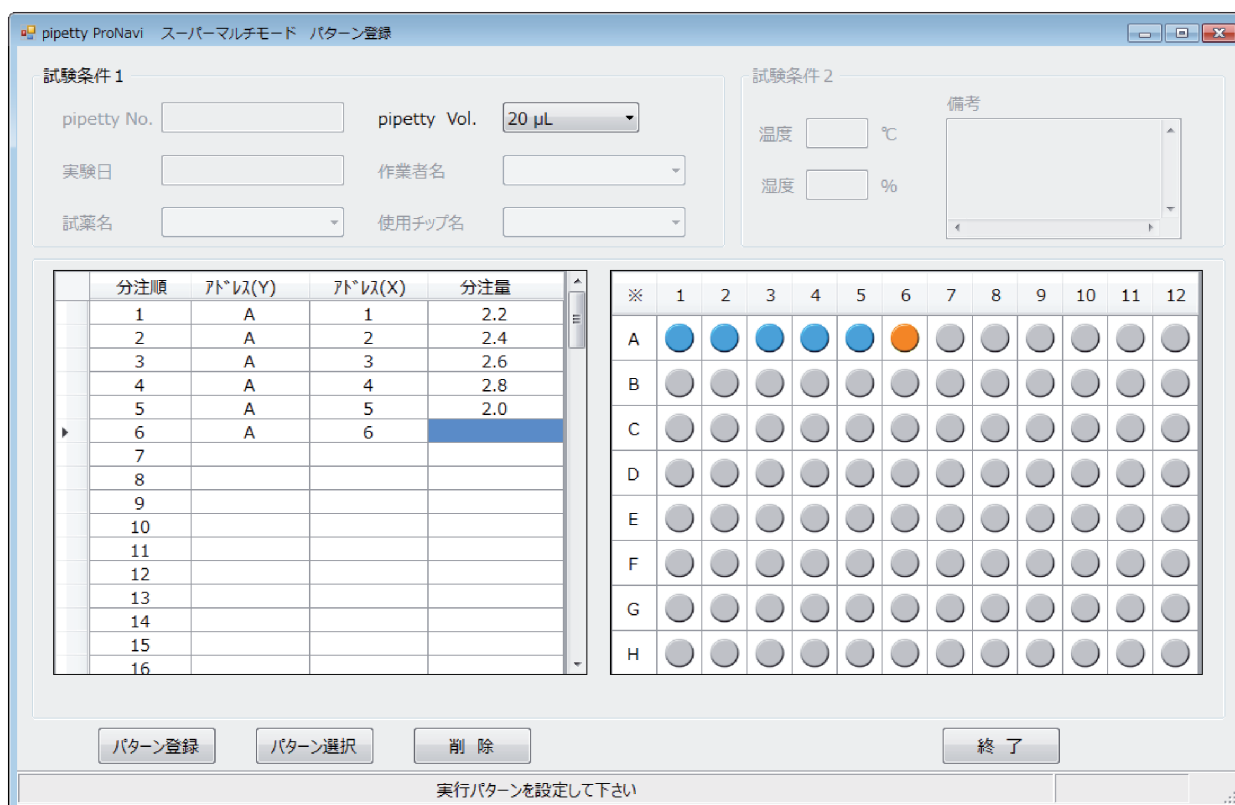 pipetty ProNavi スーパーマルチモード パターン登録
試験条件1
pipetty No.
pipetty Vol. 20 µL
実験日
作業者名
試薬名
使用チップ名
試験条件2
備考
温度 ℃
湿度 %
分注順 ｱﾄﾞﾚｽ(Y) ｱﾄﾞﾚｽ(X) 分注量
1 A 1 2.2
2 A 2 2.4
3 A 3 2.6
4 A 4 2.8
5 A 5 2.0
6 A 6
7
8
9
10
11
12
13
14
15
16
※ 1 2 3 4 5 6 7 8 9 10 11 12
A
B
C
D
E
F
G
H
パターン登録 パターン選択 削 除 終 了
実行パターンを設定して下さい